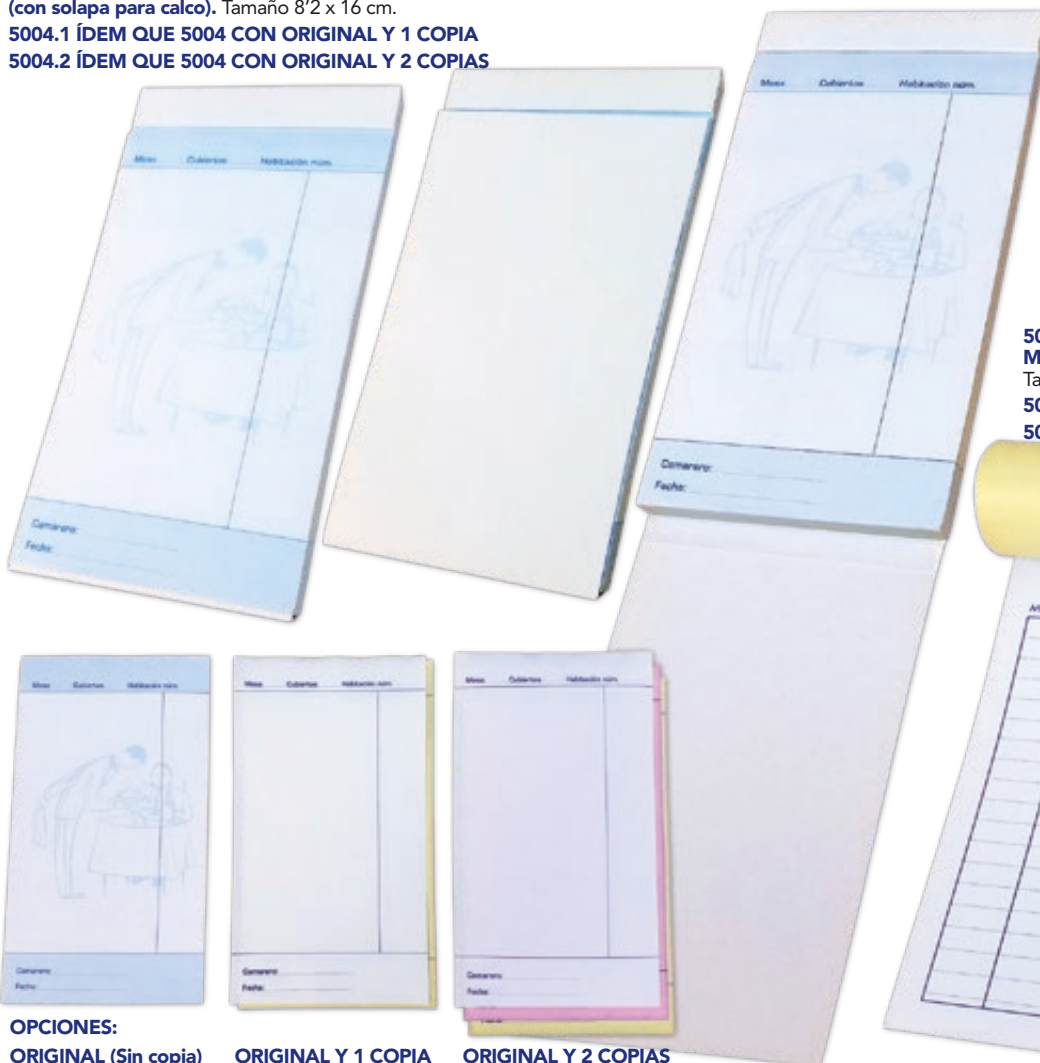 (con solapa para calco). Tamaño 8'2 x 16 cm.
5004.1 ÍDEM QUE 5004 CON ORIGINAL Y 1 COPIA
5004.2 ÍDEM QUE 5004 CON ORIGINAL Y 2 COPIAS
Mesa Cubiertos Habitación núm.
Camarero:
Fecha:
Mesa Cubiertos Habitación núm.
Camarero:
Fecha:
Mesa Cubiertos Habitación núm.
Camarero:
Fecha:
Mesa Cubiertos Habitación núm.
Camarero:
Fecha:
Mesa Cubiertos Habitación núm.
Camarero:
Fecha:
OPCIONES:
ORIGINAL (Sin copia) ORIGINAL Y 1 COPIA ORIGINAL Y 2 COPIAS